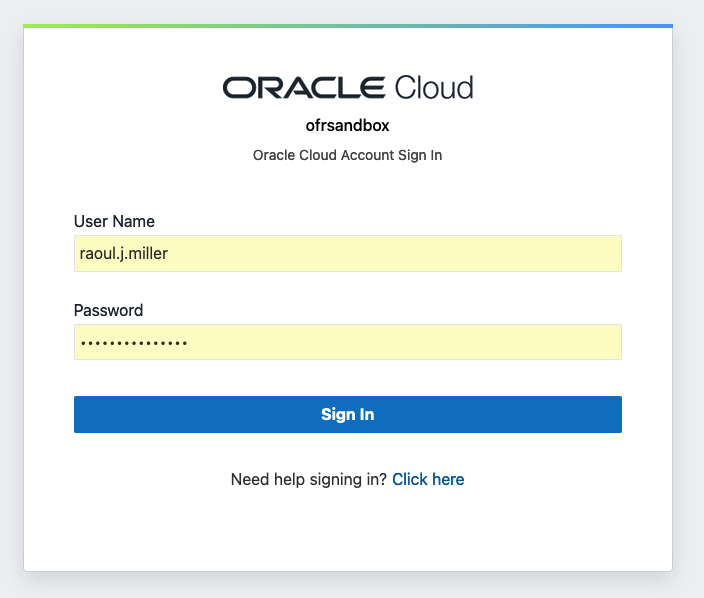 ORACLE Cloud
ofrsandbox
Oracle Cloud Account Sign In
User Name
raoul.j.miller
Password
•••••••••••••••
Sign In
Need help signing in? Click here